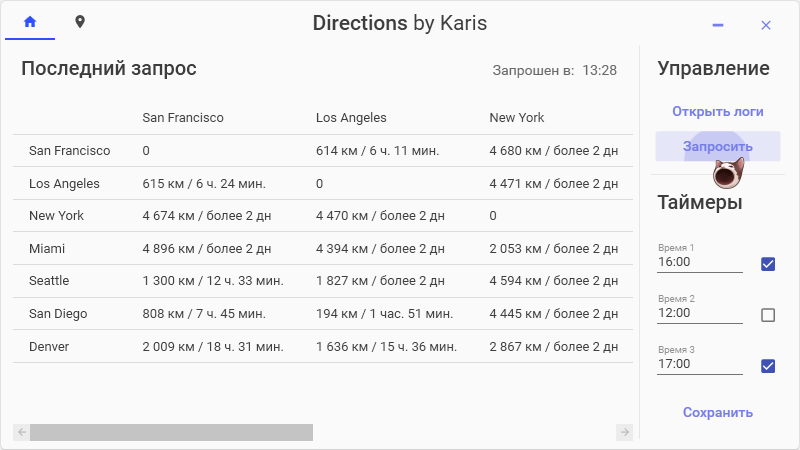 Directions by Karis
Последний запрос
Запрошен в: 13:28
San Francisco Los Angeles New York
San Francisco 0 614 км / 6 ч. 11 мин. 4 680 км / более 2 дн
Los Angeles 615 км / 6 ч. 24 мин. 0 4 471 км / более 2 дн
New York 4 674 км / более 2 дн 4 470 км / более 2 дн 0
Miami 4 896 км / более 2 дн 4 394 км / более 2 дн 2 053 км / более 2 дн
Seattle 1 300 км / 12 ч. 33 мин. 1 827 км / более 2 дн 4 594 км / более 2 дн
San Diego 808 км / 7 ч. 45 мин. 194 км / 1 час. 51 мин. 4 445 км / более 2 дн
Denver 2 009 км / 18 ч. 31 мин. 1 636 км / 15 ч. 36 мин. 2 867 км / более 2 дн
Управление
Открыть логи
Запросить
Таймеры
Время 1
16:00
Время 2
12:00
Время 3
17:00
Сохранить